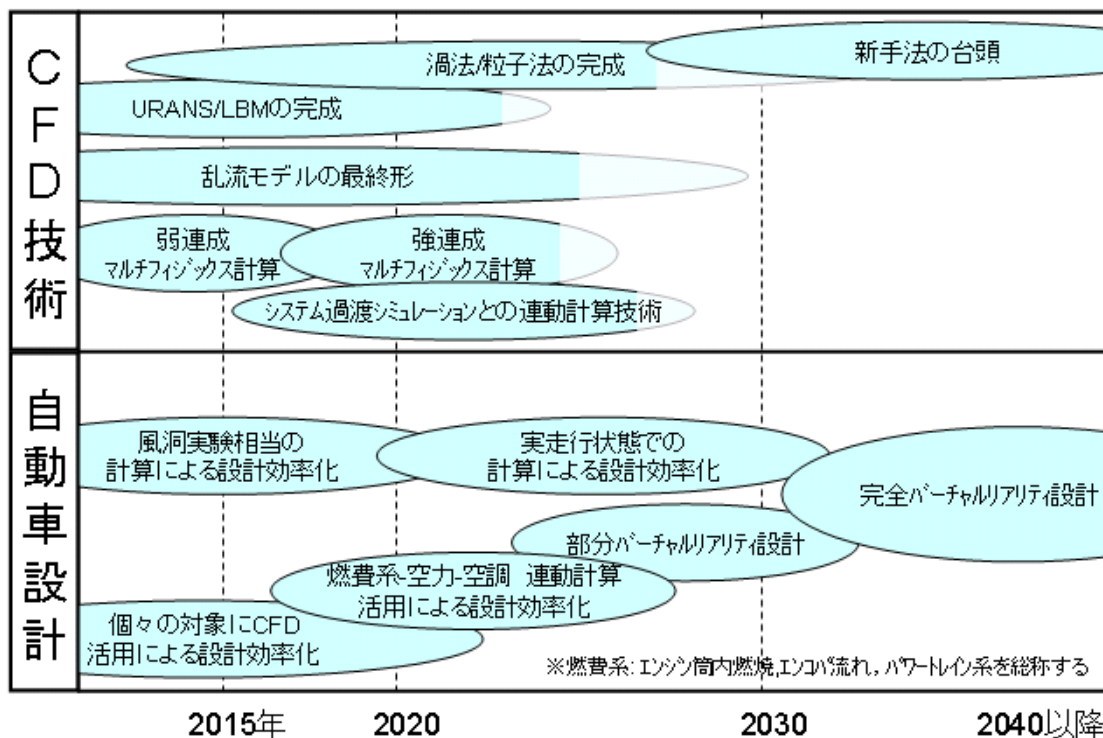 CFD技術
渦法/粒子法の完成
新手法の台頭
URANS/LBMの完成
乱流モデルの最終形
弱連成
マルチフィジックス計算
強連成
マルチフィジックス計算
システム過渡シミュレーションとの連動計算技術
自動車設計
風洞実験相当の
計算による設計効率化
実走行状態での
計算による設計効率化
完全バーチャルリアリティ設計
部分バーチャルリアリティ設計
燃費系-空力-空調 連動計算
活用による設計効率化
個々の対象にCFD
活用による設計効率化
※燃費系:エンジン筒内燃焼,エンコパ流れ,パワートレイン系を総称する
2015年
2020
2030
2040以降